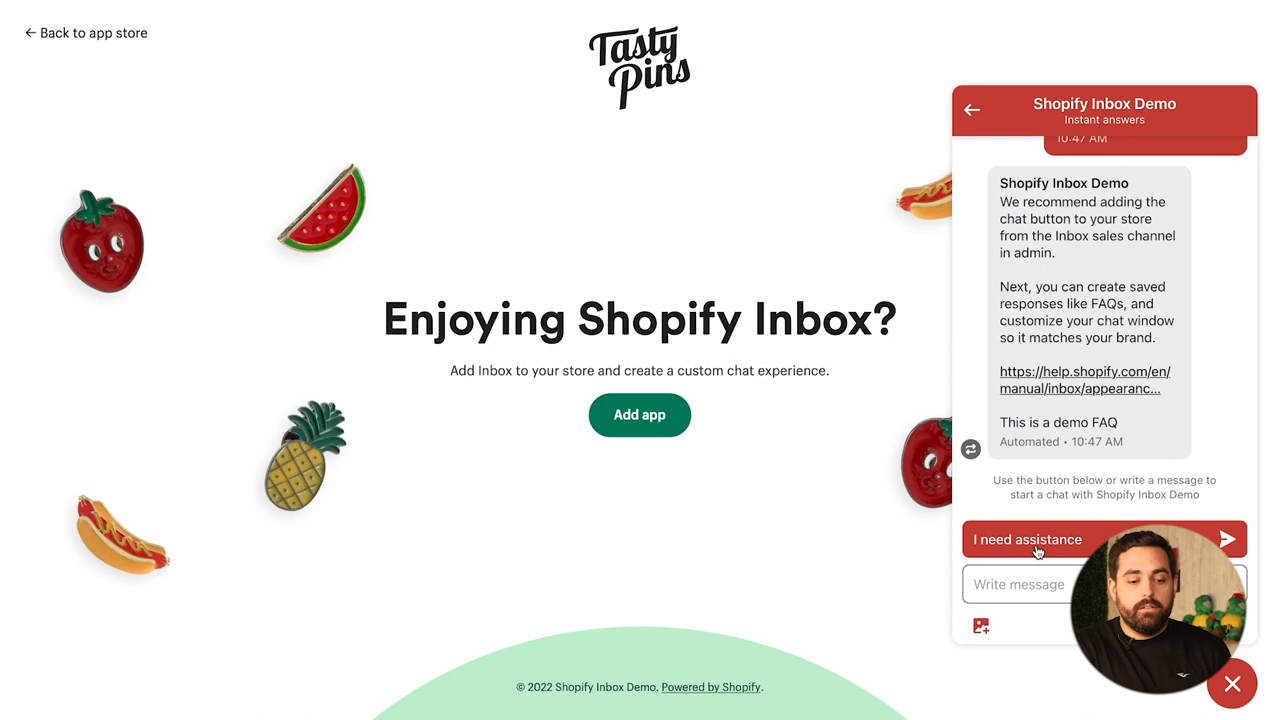 ← Back to app store
Tasty
Pins
Shopify Inbox Demo
Instant answers
10:47 AM
Shopify Inbox Demo
We recommend adding the
chat button to your store
from the Inbox sales channel
in admin.
Next, you can create saved
responses like FAQs, and
customize your chat window
so it matches your brand.
https://help.shopify.com/en/
manual/inbox/appearanc...
This is a demo FAQ
Automated • 10:47 AM
Use the button below or write a message to
start a chat with Shopify Inbox Demo
I need assistance
Write message
Enjoying Shopify Inbox?
Add Inbox to your store and create a custom chat experience.
Add app
© 2022 Shopify Inbox Demo. Powered by Shopify.